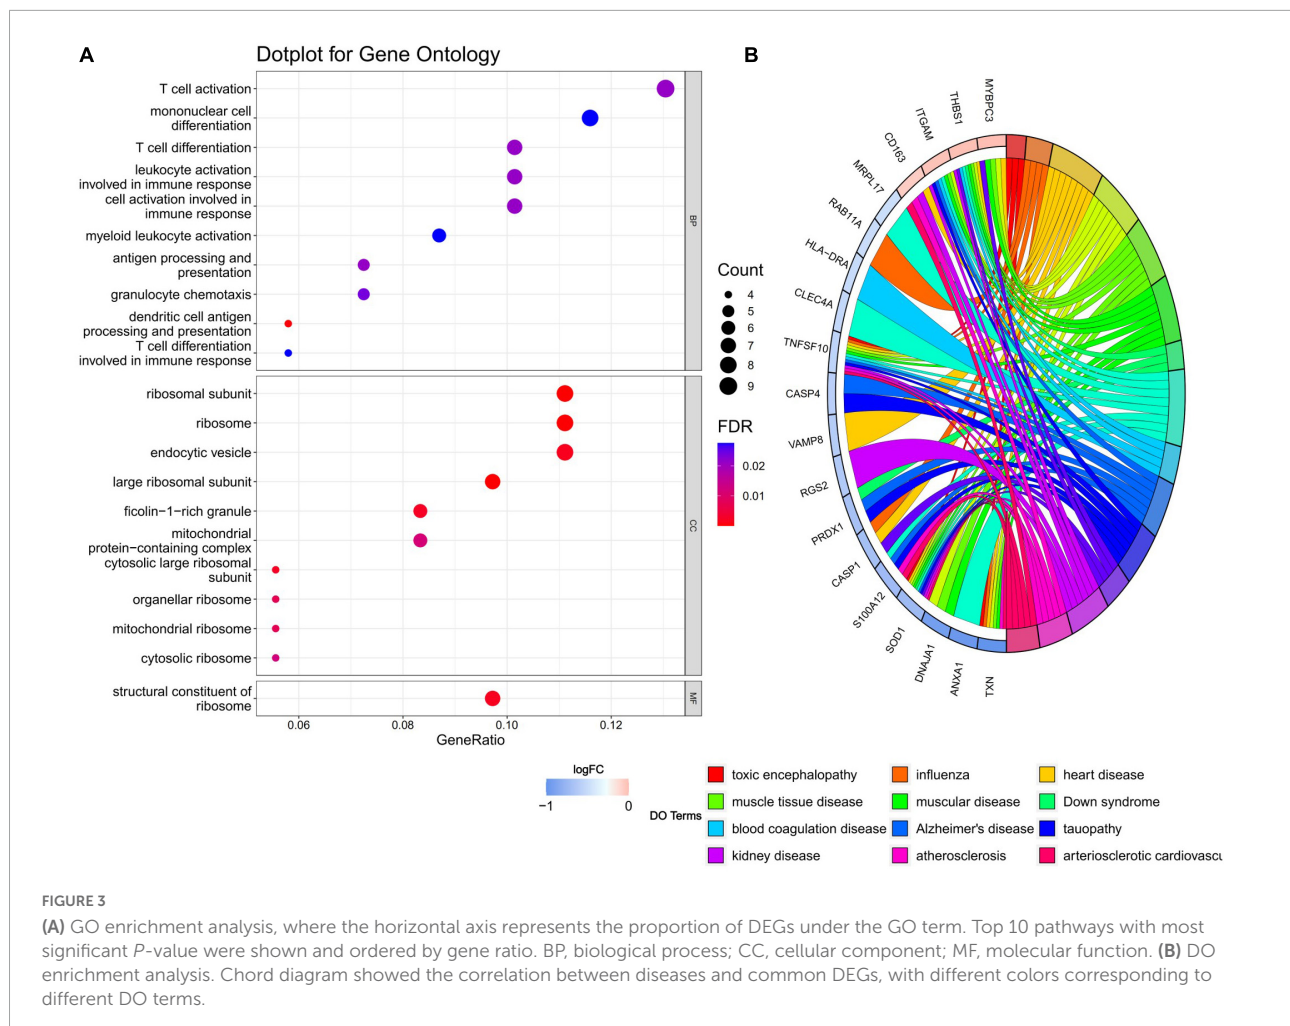 A
Dotplot for Gene Ontology
T cell activation
mononuclear cell
differentiation
T cell differentiation
leukocyte activation
involved in immune response
cell activation involved in
immune response
myeloid leukocyte activation
antigen processing and
presentation
granulocyte chemotaxis
dendritic cell antigen
processing and presentation
T cell differentiation
involved in immune response
BP
ribosomal subunit
ribosome
endocytic vesicle
large ribosomal subunit
ficolin−1−rich granule
mitochondrial
protein−containing complex
cytosolic large ribosomal
subunit
organellar ribosome
mitochondrial ribosome
cytosolic ribosome
CC
structural constituent of
ribosome
MF
0.06 0.08 0.10 0.12
GeneRatio
Count
4
5
6
7
8
9
FDR
0.02
0.01
B
MYBPC3
THBS1
ITGAM
CD163
MRPL17
RAB11A
HLA−DRA
CLEC4A
TNFSF10
CASP4
VAMP8
RGS2
PRDX1
CASP1
S100A12
SOD1
DNAJA1
ANXA1
TXN
logFC
−1 0
DO Terms
toxic encephalopathy influenza heart disease
muscle tissue disease muscular disease Down syndrome
blood coagulation disease Alzheimer's disease tauopathy
kidney disease atherosclerosis arteriosclerotic cardiovascu
FIGURE 3
(A) GO enrichment analysis, where the horizontal axis represents the proportion of DEGs under the GO term. Top 10 pathways with most
significant P-value were shown and ordered by gene ratio. BP, biological process; CC, cellular component; MF, molecular function. (B) DO
enrichment analysis. Chord diagram showed the correlation between diseases and common DEGs, with different colors corresponding to
different DO terms.